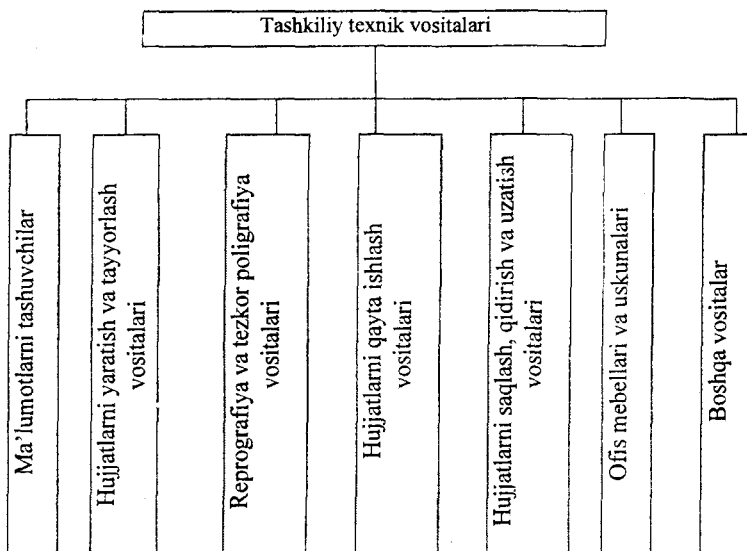 Tashkiliy texnik vositalari
Ma'lumotlarni tashuvchilar
Hujjatlarni yaratish va tayyorlash
vositalari
Reprografiya va tezkor poligrafiya
vositalari
Hujjatlarni qayta ishlash
vositalari
Hujjatlarni saqlash, qidirish va uzatish
vositalari
Ofis mebellari va uskunalari
Boshqa vositalar